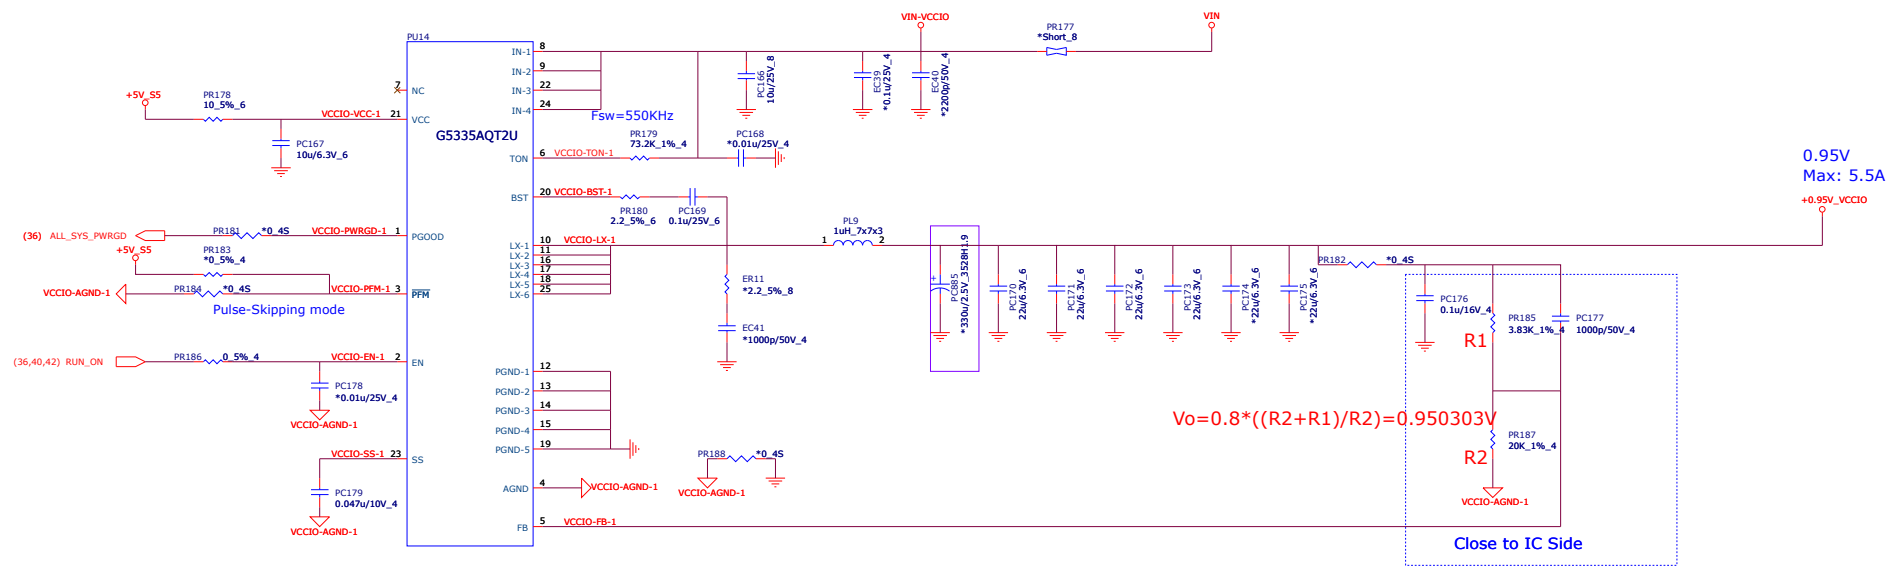 VIN-VCCIO
VIN
PR177
*Short_8
PU14
IN-1
8
IN-2
9
IN-3
22
IN-4
24
PC166
10u/25V_8
EC39
*0.1u/25V_4
EC40
*2200p/50V_4
7
NC
+5V_S5
PR178
10_5%_6
VCCIO-VCC-1
21
VCC
G5335AQT2U
PC167
10u/6.3V_6
Fsw=550KHz
PR179
73.2K_1%_4
PC168
*0.01u/25V_4
TON
6
VCCIO-TON-1
0.95V
Max: 5.5A
+0.95V_VCCIO
BST
20
VCCIO-BST-1
PR180
2.2_5%_6
PC169
0.1u/25V_6
(36)
ALL_SYS_PWRGD
PR181
*0_4S
VCCIO-PWRGD-1
1
PGOOD
+5V_S5
PR183
*0_5%_4
LX-1
10
VCCIO-LX-1
LX-2
11
LX-3
16
LX-4
17
LX-5
18
LX-6
25
PL9
1uH_7x7x3
1
2
VCCIO-AGND-1
PR184
*0_4S
VCCIO-PFM-1
3
PFM
Pulse-Skipping mode
ER11
*2.2_5%_8
EC41
*1000p/50V_4
+
PC885
*330u/2.5V_3528H1.9
PC170
22u/6.3V_6
PC171
22u/6.3V_6
PC172
22u/6.3V_6
PC173
22u/6.3V_6
PC174
*22u/6.3V_6
PC175
*22u/6.3V_6
PR182
*0_4S
PC176
0.1u/16V_4
PR185
3.83K_1%_4
R1
PC177
1000p/50V_4
(36,40,42)
RUN_ON
PR186
0_5%_4
VCCIO-EN-1
2
EN
PC178
*0.01u/25V_4
VCCIO-AGND-1
PGND-1
12
PGND-2
13
PGND-3
14
PGND-4
15
PGND-5
19
Vo=0.8*((R2+R1)/R2)=0.950303V
PR187
20K_1%_4
R2
VCCIO-AGND-1
VCCIO-SS-1
23
SS
PC179
0.047u/10V_4
VCCIO-AGND-1
PR188
*0_4S
VCCIO-AGND-1
AGND
4
VCCIO-AGND-1
FB
5
VCCIO-FB-1
Close to IC Side